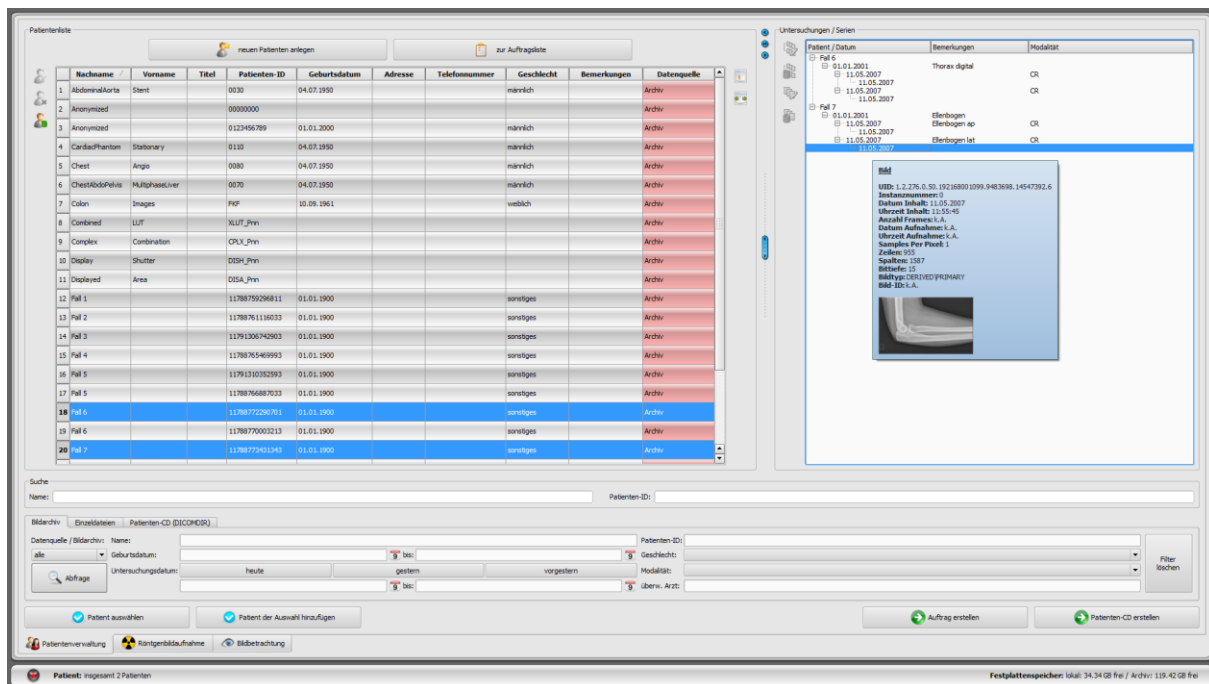 Patientenliste
neuen Patienten anlegen
zur Auftragsliste
Nachname Vorname Titel Patienten-ID Geburtsdatum Adresse Telefonnummer Geschlecht Bemerkungen Datenquelle
1 AbdominalAorta Stent 0030 04.07.1950 männlich Archiv
2 Anonymized 00000000 Archiv
3 Anonymized 0123456789 01.01.2000 männlich Archiv
4 CardiacPhantom Stationary 0110 04.07.1950 männlich Archiv
5 Chest Angio 0080 04.07.1950 männlich Archiv
6 ChestAbdoPelvis MultiphaseLiver 0070 04.07.1950 männlich Archiv
7 Colon Images FKF 10.09.1961 weiblich Archiv
8 Combined LUT XLUT_Pnn Archiv
9 Complex Combination CPLX_Pnn Archiv
10 Display Shutter DISH_Pnn Archiv
11 Displayed Area DISA_Pnn Archiv
12 Fall 1 11788759296811 01.01.1900 sonstiges Archiv
13 Fall 2 11788761116033 01.01.1900 sonstiges Archiv
14 Fall 3 11791306742903 01.01.1900 sonstiges Archiv
15 Fall 4 11788765469993 01.01.1900 sonstiges Archiv
16 Fall 5 11791310352593 01.01.1900 sonstiges Archiv
17 Fall 5 11788766887033 01.01.1900 sonstiges Archiv
18 Fall 6 11788772290701 01.01.1900 sonstiges Archiv
19 Fall 6 11788770003213 01.01.1900 sonstiges Archiv
20 Fall 7 11788773431343 01.01.1900 sonstiges Archiv
Untersuchungen / Serien
Patient / Datum Bemerkungen Modalität
Fall 6
01.01.2001 Thorax digital
11.05.2007 CR
11.05.2007
11.05.2007 CR
11.05.2007
Fall 7
01.01.2001 Ellenbogen
11.05.2007 Ellenbogen ap CR
11.05.2007
11.05.2007 Ellenbogen lat CR
11.05.2007
Bild
UID: 1.2.276.0.50.192168001099.9483698.14547392.6
Instanznummer: 0
Datum Inhalt: 11.05.2007
Uhrzeit Inhalt: 11:55:45
Anzahl Frames: k.A.
Datum Aufnahme: k.A.
Uhrzeit Aufnahme: k.A.
Samples Per Pixel: 1
Zeilen: 955
Spalten: 1587
Bittiefe: 15
Bildtyp: DERIVED\PRIMARY
Bild-ID: k.A.
Suche
Name: Patienten-ID:
Bildarchiv Einzeldateien Patienten-CD (DICOMDIR)
Datenquelle / Bildarchiv: Name: Patienten-ID:
alle Geburtsdatum: 9 bis: 9 Geschlecht:
Abfrage Untersuchungsdatum: heute gestern vorgestern Modalität:
9 bis: 9 überw. Arzt:
Filter
löschen
Patient auswählen Patient der Auswahl hinzufügen Auftrag erstellen Patienten-CD erstellen
Patientenverwaltung Röntgenbildaufnahme Bildbetrachtung
Patient: insgesamt 2 Patienten Festplattenspeicher: lokal: 34.34 GB frei / Archiv: 119.42 GB frei